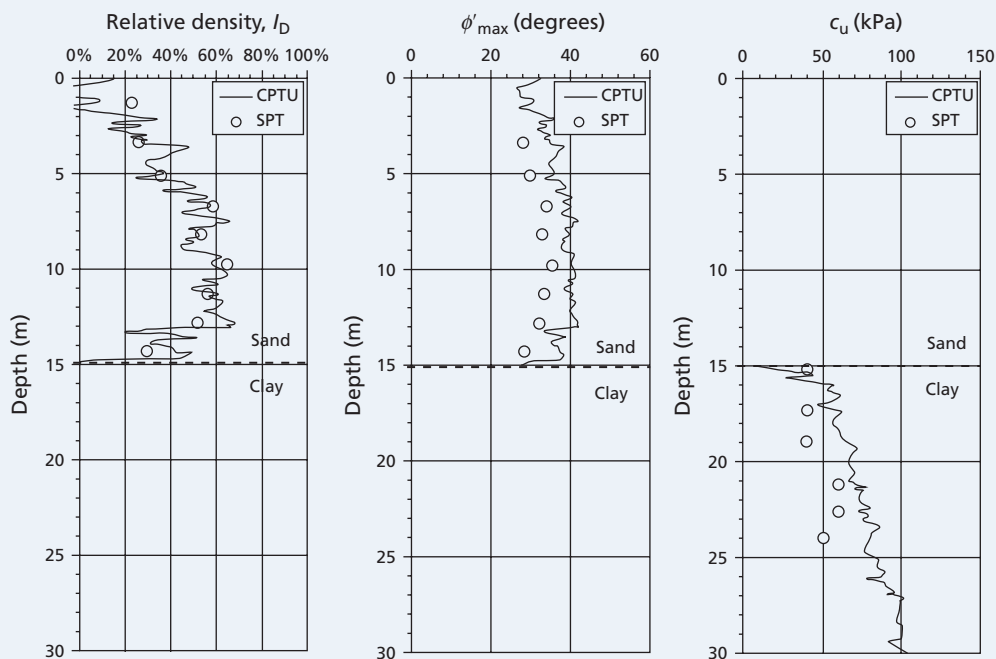 Relative density, I_D
0% 20% 40% 60% 80% 100%
0
5
10
15
20
25
30
Depth (m)
CPTU
SPT
Sand
Clay
ϕ′max (degrees)
0 20 40 60
0
5
10
15
20
25
30
Depth (m)
CPTU
SPT
Sand
Clay
c_u (kPa)
0 50 100 150
0
5
10
15
20
25
30
Depth (m)
CPTU
SPT
Sand
Clay